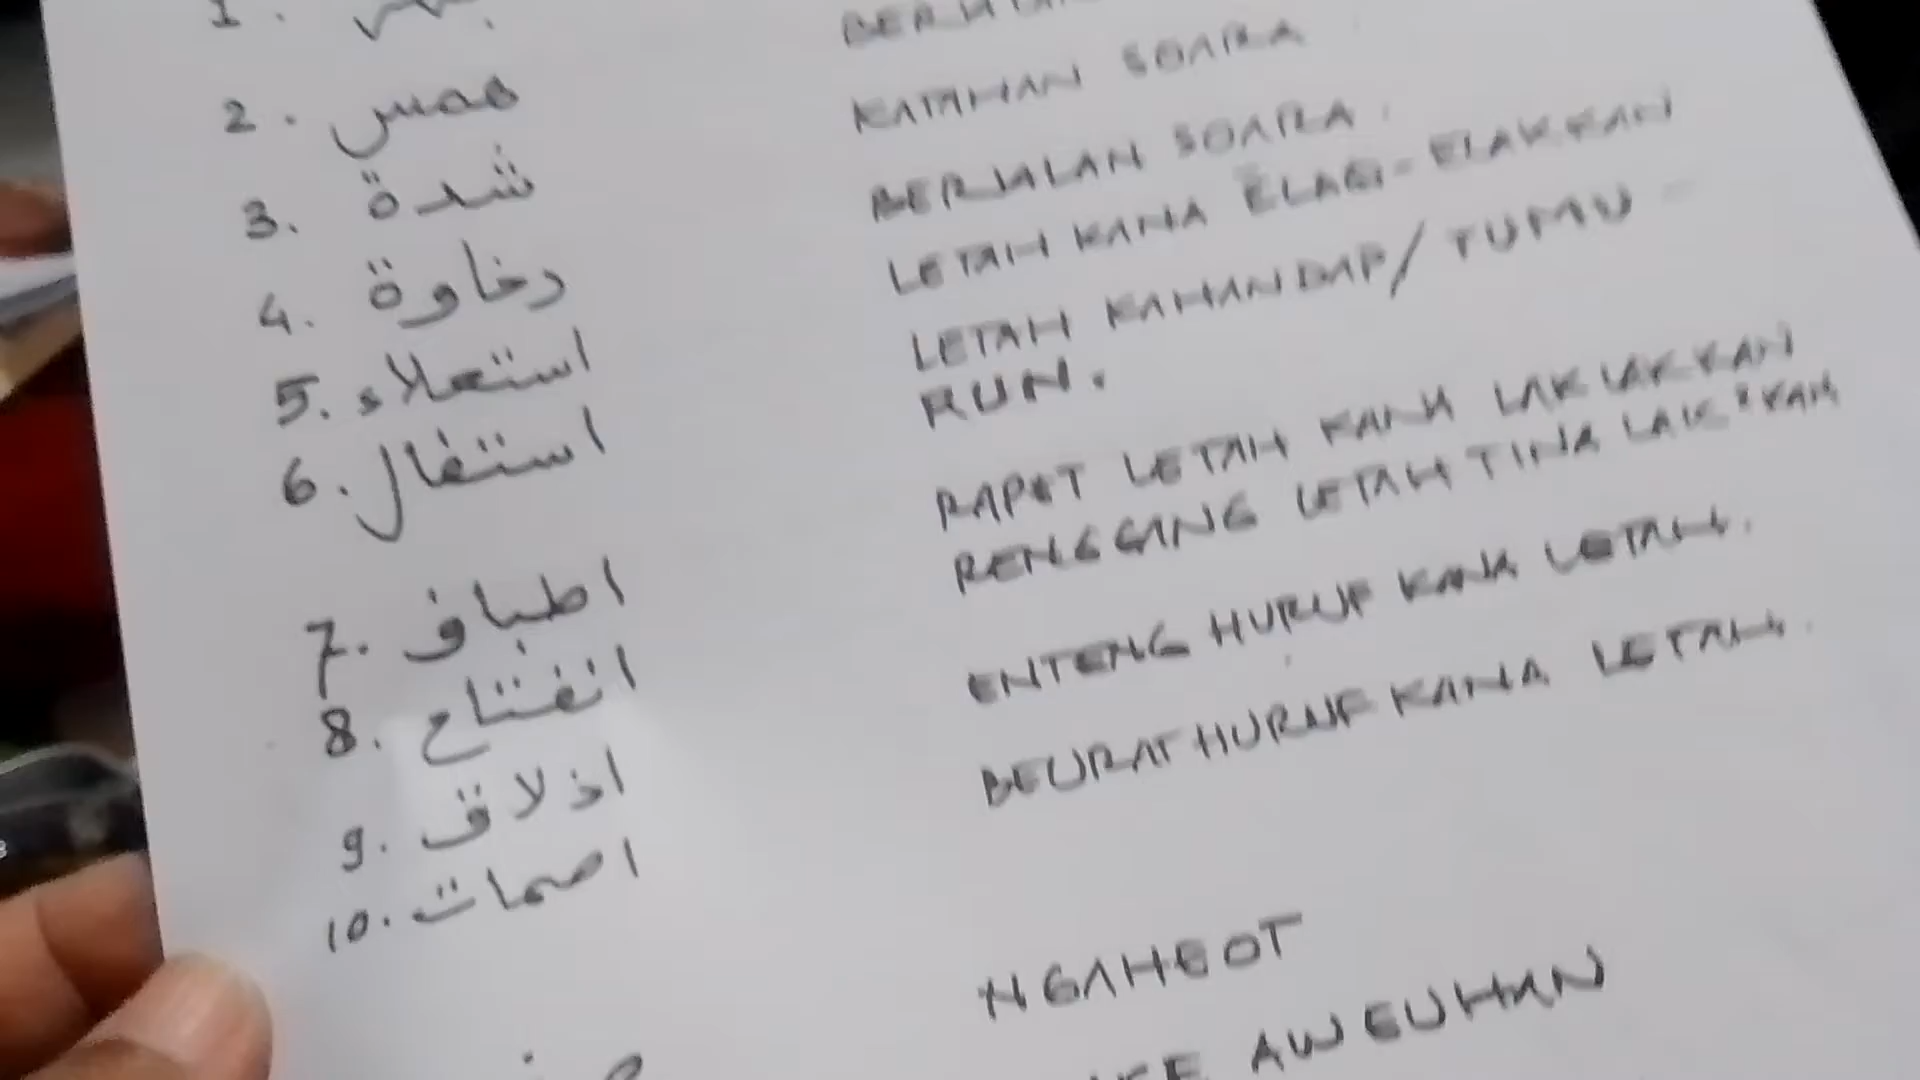 1.
2. همس KATAHAN SOARA
3. شدة BERJALAN SOARA.
4. رخاوة LETAH KANA ELAG-ELAKKAN
5. استعلاء LETAH KAHANDAP/TUMU-
RUN.
6. استفال RAPET LETAH KANA LAKLAKKAN
RENGGANG LETAH TINA LAK²KAN
7. اطباق ENTENG HURUF KANA LETAH.
8. انفتاح BEURAT HURUF KANA LETAH.
9. اذلاق
10. اصمات
NGAHEOT
AWEUHAN